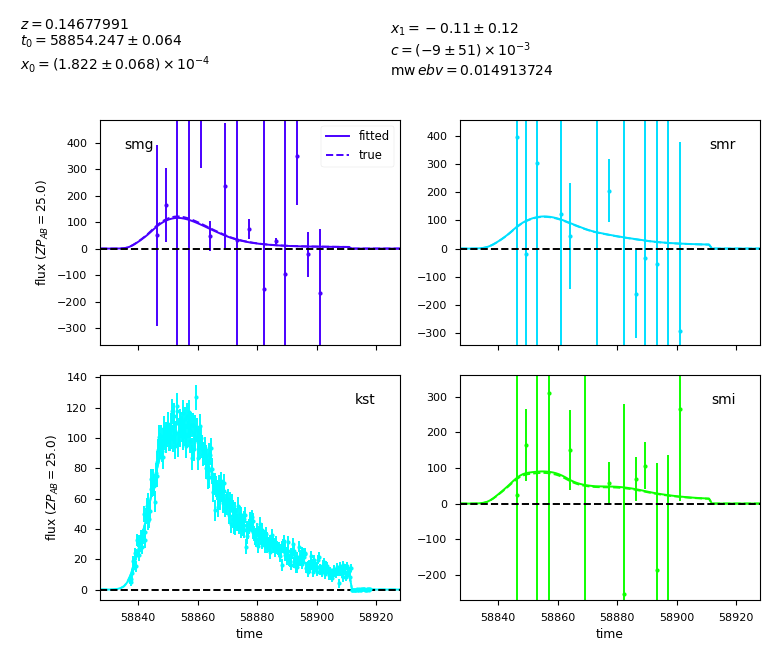 z = 0.14677991
t₀ = 58854.247 ± 0.064
x₀ = (1.822 ± 0.068) × 10⁻⁴
x₁ = −0.11 ± 0.12
c = (−9 ± 51) × 10⁻³
mw ebv = 0.014913724
smg
fitted
true
400
300
200
100
0
−100
−200
−300
flux (ZP_AB = 25.0)
smr
400
300
200
100
0
−100
−200
−300
kst
140
120
100
80
60
40
20
0
flux (ZP_AB = 25.0)
58840 58860 58880 58900 58920
time
smi
300
200
100
0
−100
−200
58840 58860 58880 58900 58920
time